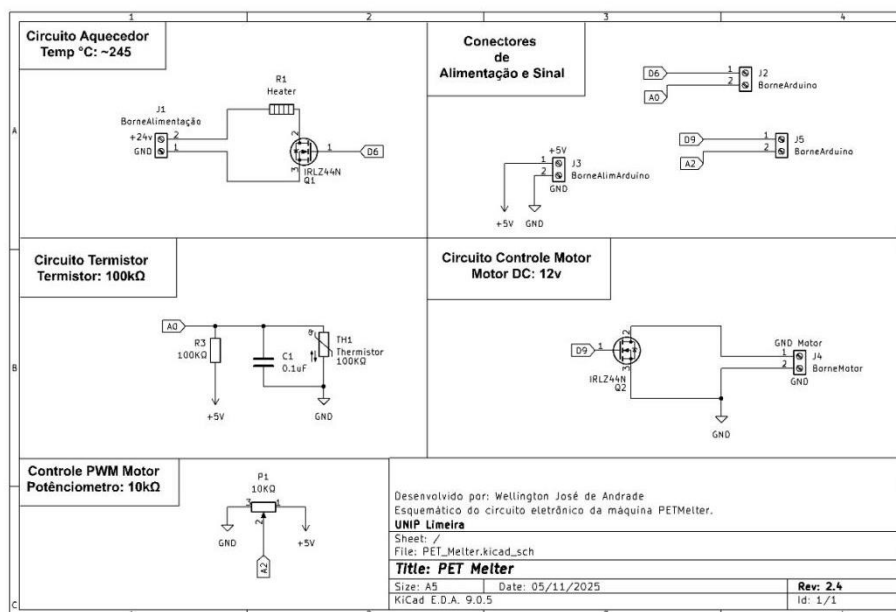 1
2
3
4
A
B
C
Circuito Aquecedor
Temp °C: ~245
R1
Heater
J1
BorneAlimentação
+24v
2
GND
1
2
1
D6
3
IRLZ44N
Q1
Conectores
de
Alimentação e Sinal
D6
1
2
J2
BorneArduino
A0
D9
1
2
J5
BorneArduino
A2
+5V
1
2
J3
BorneAlimArduino
GND
+5V
GND
Circuito Termistor
Termistor: 100kΩ
A0
R3
100KΩ
C1
0.1uF
TH1
Thermistor
100KΩ
+5V
GND
Circuito Controle Motor
Motor DC: 12v
D9
1
2
3
IRLZ44N
Q2
GND Motor
1
2
J4
BorneMotor
GND
GND
Controle PWM Motor
Potênciometro: 10kΩ
P1
10KΩ
3
1
2
GND
+5V
A2
Desenvolvido por: Wellington José de Andrade
Esquemático do circuito eletrônico da máquina PETMelter.
UNIP Limeira
Sheet: /
File: PET_Melter.kicad_sch
Title: PET Melter
Size: A5
Date: 05/11/2025
Rev: 2.4
KiCad E.D.A. 9.0.5
Id: 1/1